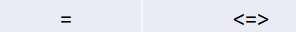 = <=>